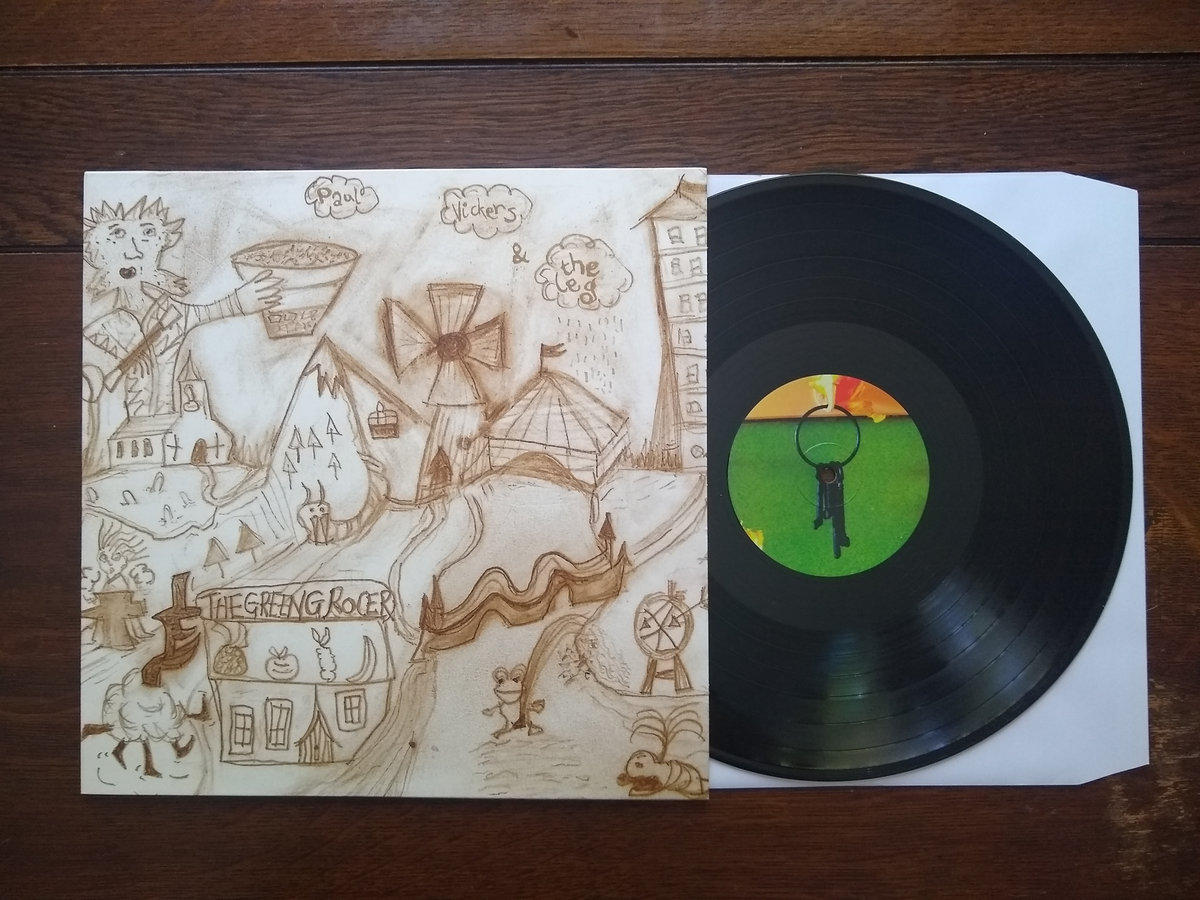 Paul
Vickers
&
the
Leg
THE GREENGROCER